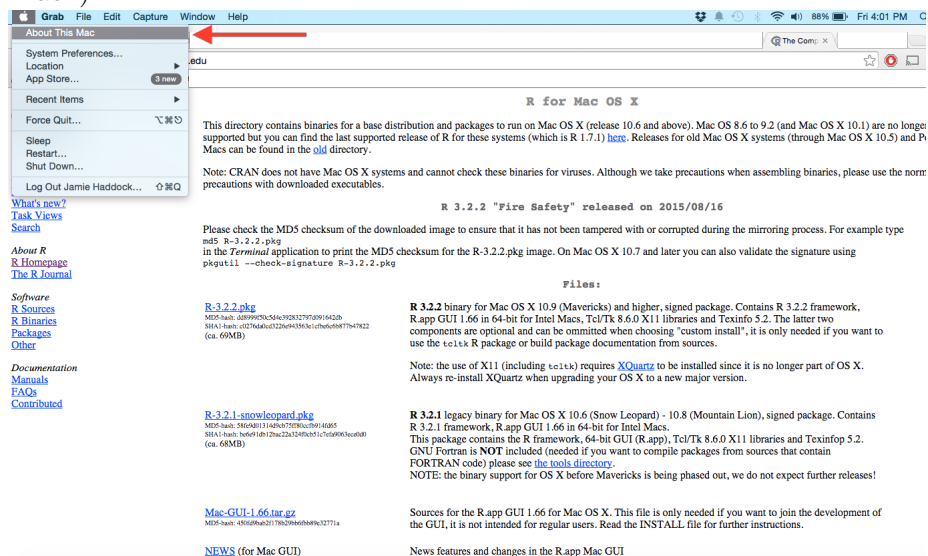 Grab File Edit Capture Window Help 88% Fri 4:01 PM
About This Mac
System Preferences...
Location
App Store... 3 new
Recent Items
Force Quit... ⌥⌘⎋
Sleep
Restart...
Shut Down...
Log Out Jamie Haddock... ⇧⌘Q
The Comp ×
.edu
What's new?
Task Views
Search
About R
R Homepage
The R Journal
Software
R Sources
R Binaries
Packages
Other
Documentation
Manuals
FAQs
Contributed
R for Mac OS X
This directory contains binaries for a base distribution and packages to run on Mac OS X (release 10.6 and above). Mac OS 8.6 to 9.2 (and Mac OS X 10.1) are no longer
supported but you can find the last supported release of R for these systems (which is R 1.7.1) here. Releases for old Mac OS X systems (through Mac OS X 10.5) and
Macs can be found in the old directory.
Note: CRAN does not have Mac OS X systems and cannot check these binaries for viruses. Although we take precautions when assembling binaries, please use the norm
precautions with downloaded executables.
R 3.2.2 "Fire Safety" released on 2015/08/16
Please check the MD5 checksum of the downloaded image to ensure that it has not been tampered with or corrupted during the mirroring process. For example type
md5 R-3.2.2.pkg
in the Terminal application to print the MD5 checksum for the R-3.2.2.pkg image. On Mac OS X 10.7 and later you can also validate the signature using
pkgutil --check-signature R-3.2.2.pkg
Files:
R-3.2.2.pkg
MD5-hash:
SHA1-hash:
(ca. 69MB)
R 3.2.2 binary for Mac OS X 10.9 (Mavericks) and higher, signed package. Contains R 3.2.2 framework,
R.app GUI 1.66 in 64-bit for Intel Macs, Tcl/Tk 8.6.0 X11 libraries and Texinfo 5.2. The latter two
components are optional and can be ommitted when choosing "custom install", it is only needed if you want to
use the tcltk R package or build package documentation from sources.
Note: the use of X11 (including tcltk) requires XQuartz to be installed since it is no longer part of OS X.
Always re-install XQuartz when upgrading your OS X to a new major version.
R-3.2.1-snowleopard.pkg
MD5-hash:
SHA1-hash:
(ca. 68MB)
R 3.2.1 legacy binary for Mac OS X 10.6 (Snow Leopard) - 10.8 (Mountain Lion), signed package. Contains
R 3.2.1 framework, R.app GUI 1.66 in 64-bit for Intel Macs.
This package contains the R framework, 64-bit GUI (R.app), Tcl/Tk 8.6.0 X11 libraries and Texinfop 5.2.
GNU Fortran is NOT included (needed if you want to compile packages from sources that contain
FORTRAN code) please see the tools directory.
NOTE: the binary support for OS X before Mavericks is being phased out, we do not expect further releases!
Mac-GUI-1.66.tar.gz
MD5-hash:
Sources for the R.app GUI 1.66 for Mac OS X. This file is only needed if you want to join the development of
the GUI, it is not intended for regular users. Read the INSTALL file for further instructions.
NEWS (for Mac GUI)
News features and changes in the R.app Mac GUI